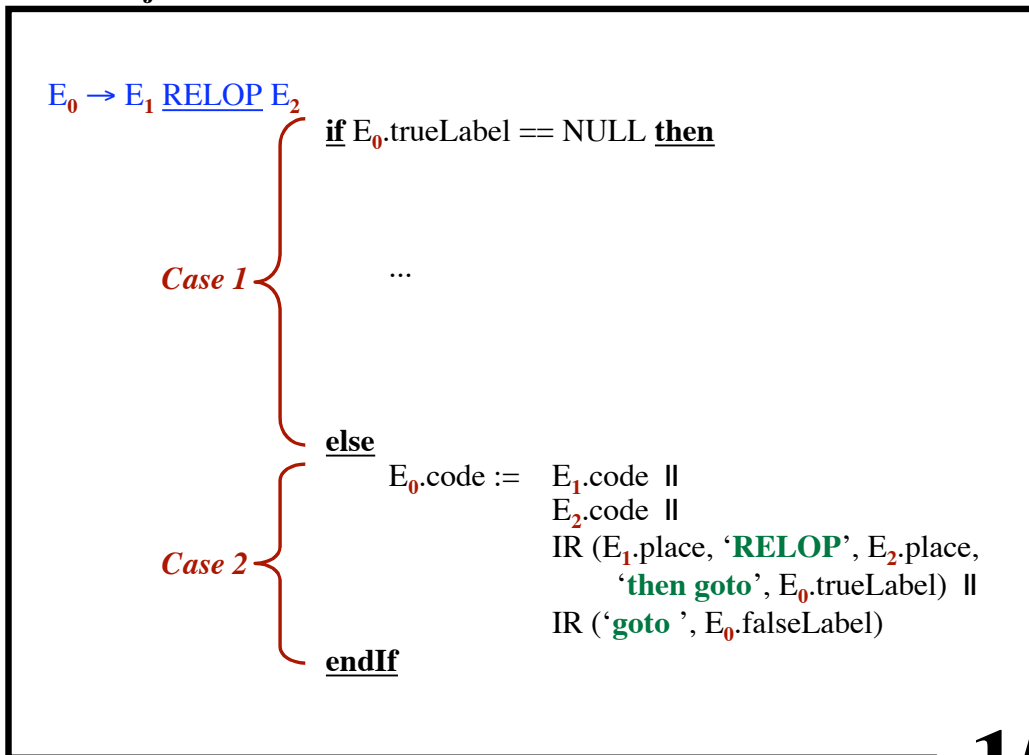 E₀ → E₁ RELOP E₂
if E₀.trueLabel == NULL then
Case 1
...
else
E₀.code := E₁.code ||
E₂.code ||
IR (E₁.place, ‘RELOP’, E₂.place,
‘then goto’, E₀.trueLabel) ||
Case 2
IR (‘goto ’, E₀.falseLabel)
endIf